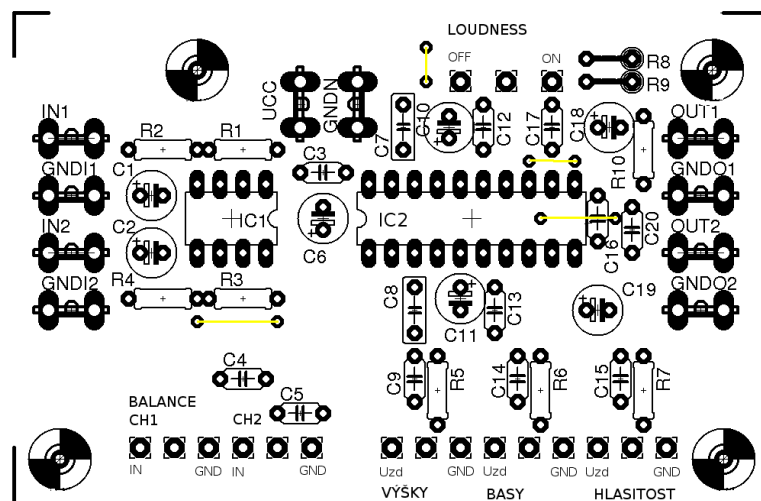 LOUDNESS
OFF
ON
R8
R9
UCC
GNDN
IN1
OUT1
R2
R1
C7
C10
C12
C17
C18
R10
C3
GNDI1
C1
GNDO1
IC1
IC2
C6
C16
C20
IN2
C2
OUT2
R4
R3
GNDI2
GNDO2
C8
C11
C13
C19
C4
C5
C9
R5
C14
R6
C15
R7
BALANCE
CH1
CH2
IN
GND
IN
GND
Uzd
GND
Uzd
GND
Uzd
GND
VÝŠKY
BASY
HLASITOST